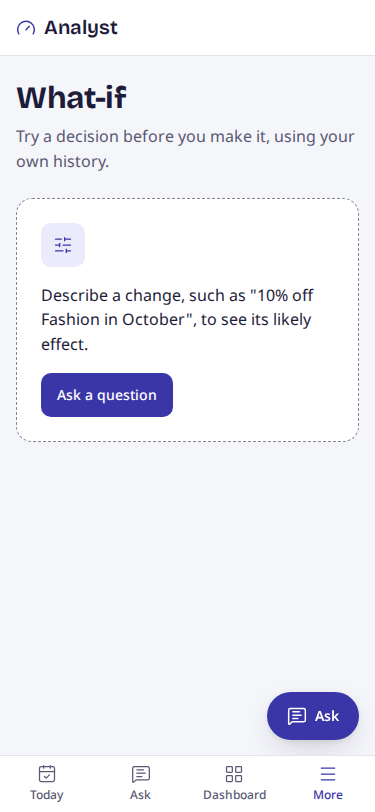 Analyst
What-if
Try a decision before you make it, using your
own history.
Describe a change, such as "10% off
Fashion in October", to see its likely
effect.
Ask a question
Ask
Today
Ask
Dashboard
More